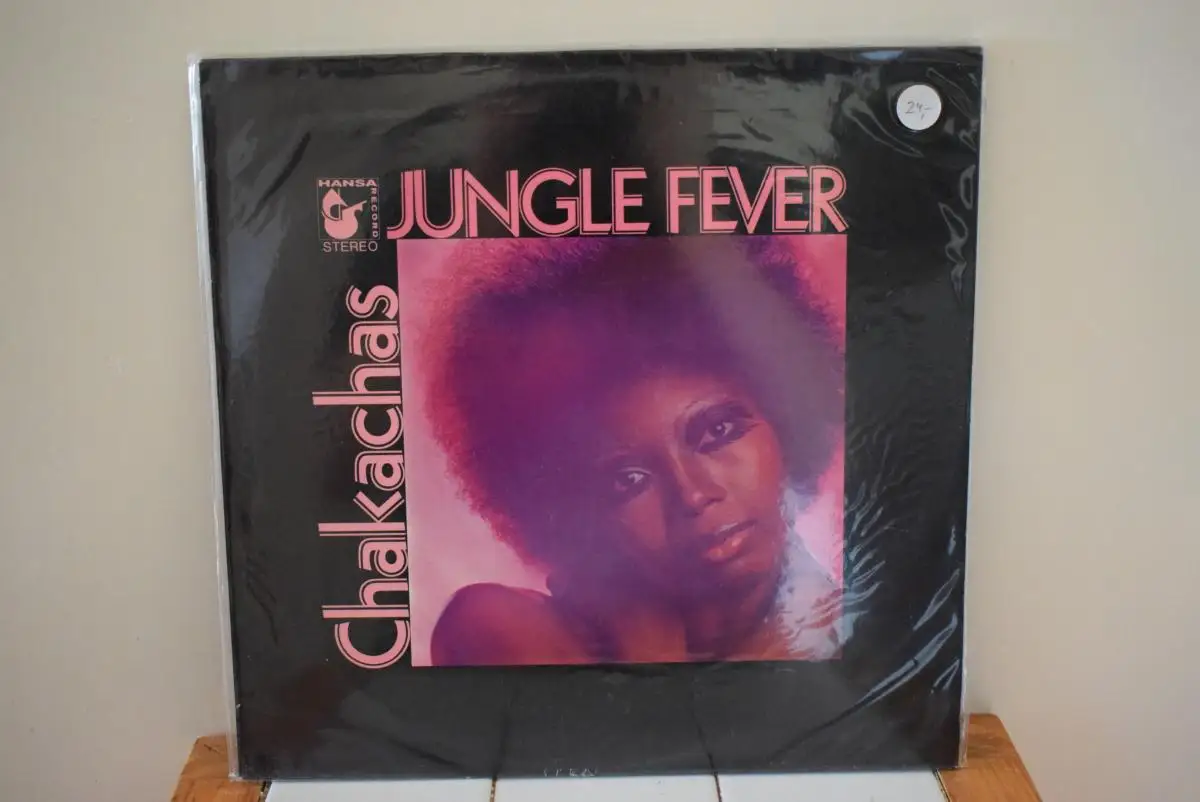 24,-
HANSA
RECORD
STEREO
JUNGLE FEVER
Chakachas